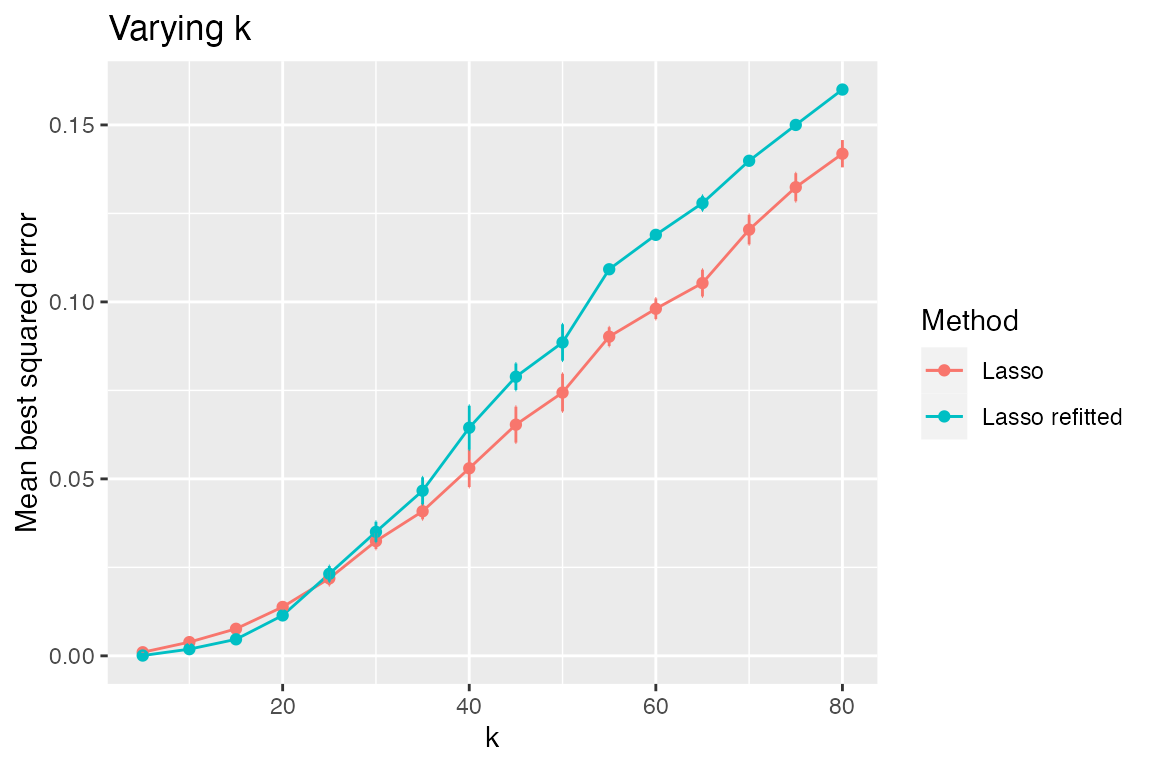 Varying k
Mean best squared error
0.15
0.10
0.05
0.00
20 40 60 80
k
Method
Lasso
Lasso refitted